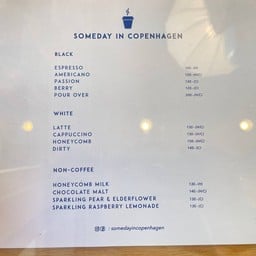 SOMEDAY IN COPENHAGEN
BLACK
ESPRESSO
AMERICANO
PASSION
BERRY
POUR OVER
WHITE
LATTE
CAPPUCCINO
HONEYCOMB
DIRTY
NON-COFFEE
HONEYCOMB MILK
CHOCOLATE MALT
SPARKLING PEAR & ELDERFLOWER
SPARKLING RASPBERRY LEMONADE
: somedayincopenhagen